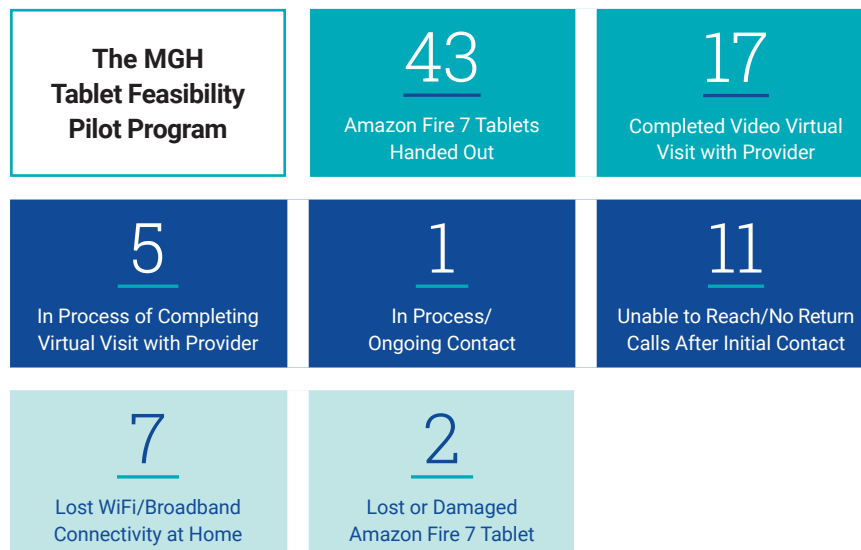 The MGH
Tablet Feasibility
Pilot Program
43
Amazon Fire 7 Tablets
Handed Out
17
Completed Video Virtual
Visit with Provider
5
In Process of Completing
Virtual Visit with Provider
1
In Process/
Ongoing Contact
11
Unable to Reach/No Return
Calls After Initial Contact
7
Lost WiFi/Broadband
Connectivity at Home
2
Lost or Damaged
Amazon Fire 7 Tablet